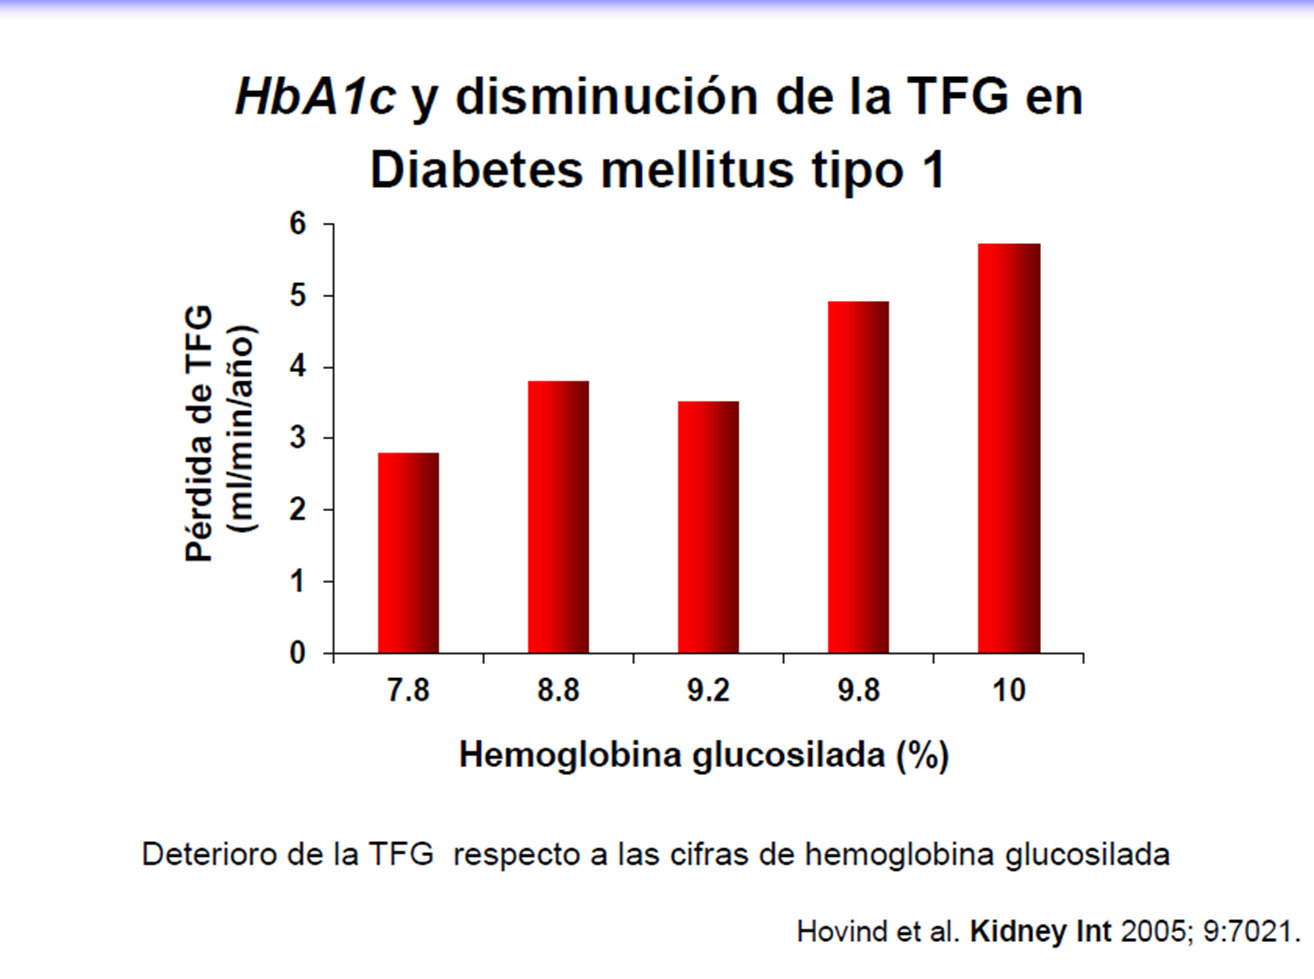 HbA1c y disminución de la TFG en
Diabetes mellitus tipo 1
Pérdida de TFG
(ml/min/año)
6
5
4
3
2
1
0
7.8 8.8 9.2 9.8 10
Hemoglobina glucosilada (%)
Deterioro de la TFG respecto a las cifras de hemoglobina glucosilada
Hovind et al. Kidney Int 2005; 9:7021.